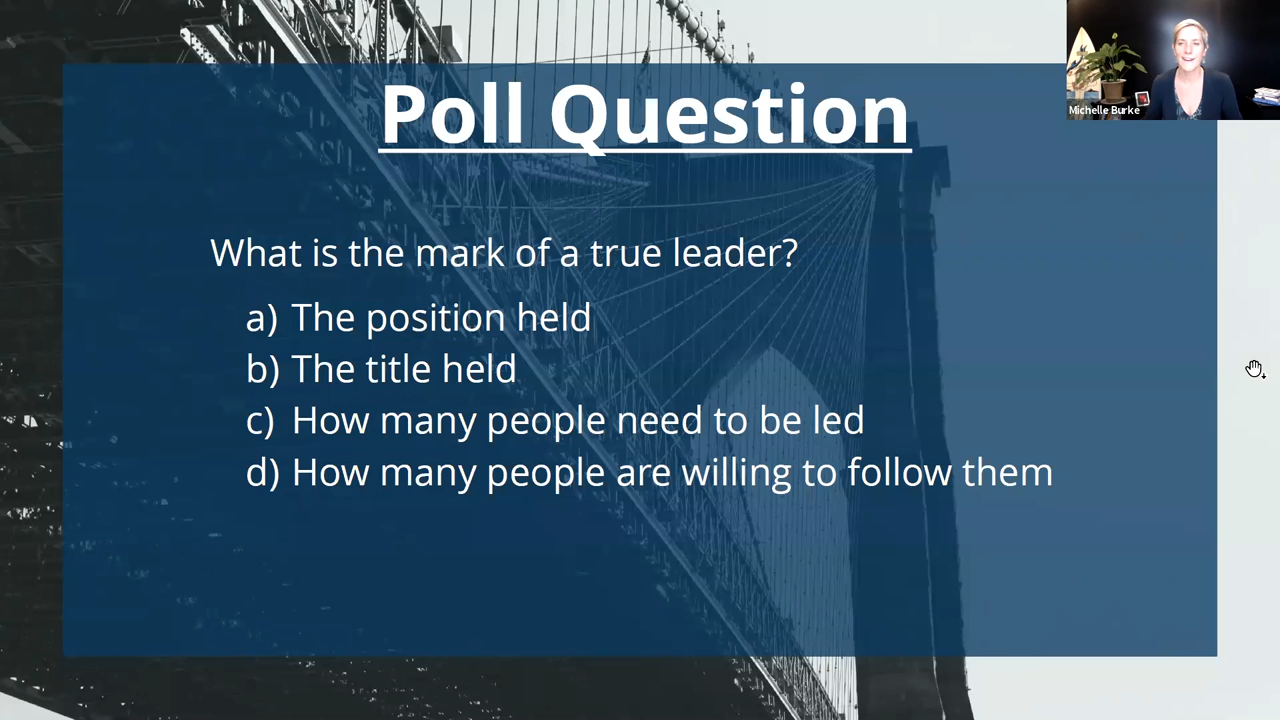 Poll Question
Michelle Burke
What is the mark of a true leader?
a) The position held
b) The title held
c) How many people need to be led
d) How many people are willing to follow them